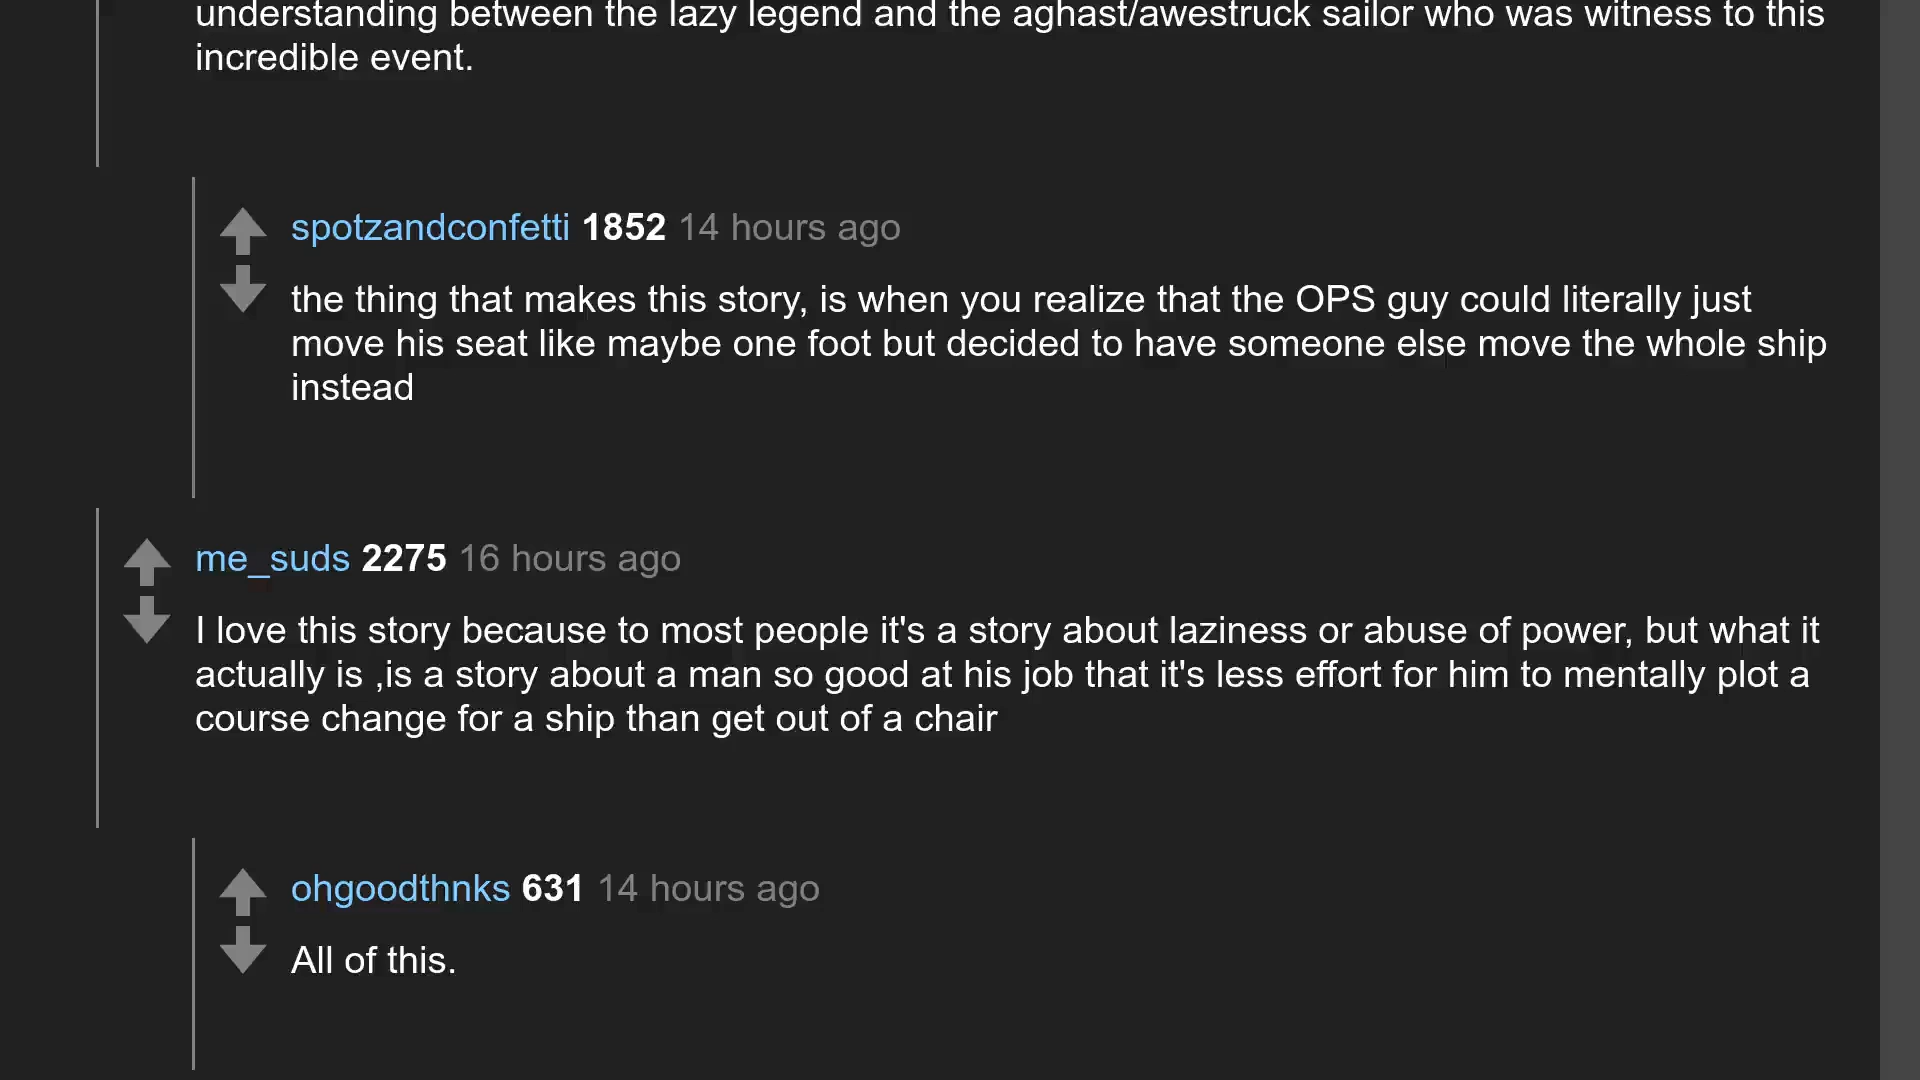 understanding between the lazy legend and the aghast/awestruck sailor who was witness to this
incredible event.
spotzandconfetti 1852 14 hours ago
the thing that makes this story, is when you realize that the OPS guy could literally just
move his seat like maybe one foot but decided to have someone else move the whole ship
instead
me_suds 2275 16 hours ago
I love this story because to most people it's a story about laziness or abuse of power, but what it
actually is ,is a story about a man so good at his job that it's less effort for him to mentally plot a
course change for a ship than get out of a chair
ohgoodthnks 631 14 hours ago
All of this.